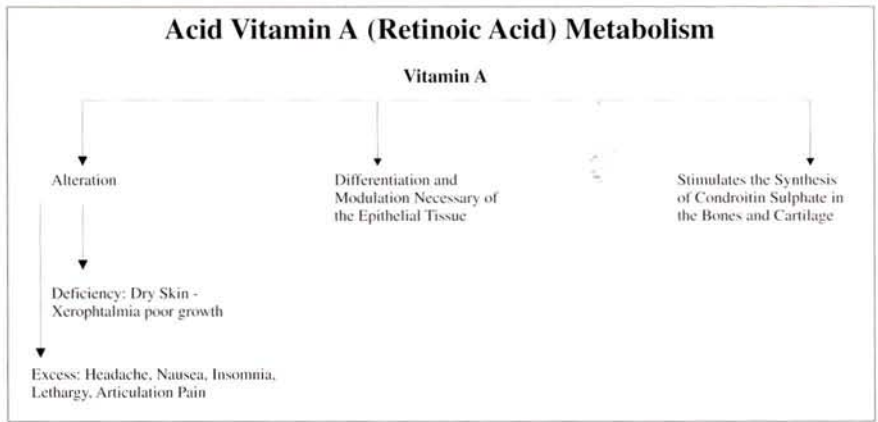 Acid Vitamin A (Retinoic Acid) Metabolism
Vitamin A
Alteration
Differentiation and
Modulation Necessary of
the Epithelial Tissue
Stimulates the Synthesis
of Condroitin Sulphate in
the Bones and Cartilage
Deficiency: Dry Skin -
Xerophtalmia poor growth
Excess: Headache, Nausea, Insomnia,
Lethargy, Articulation Pain